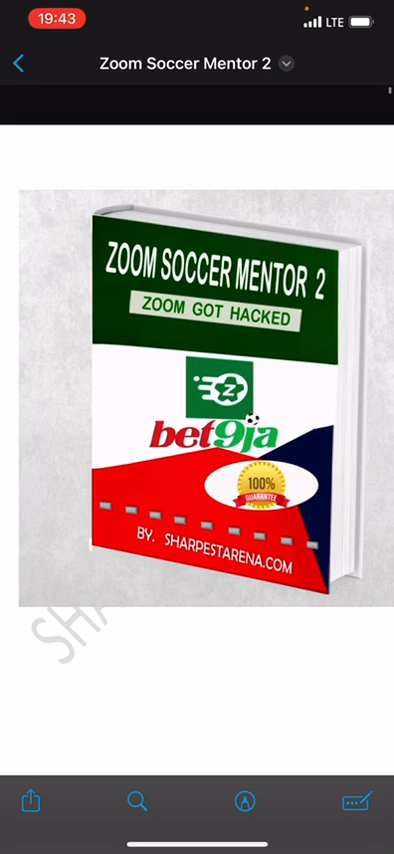 19:43
LTE
Zoom Soccer Mentor 2
ZOOM SOCCER MENTOR 2
ZOOM GOT HACKED
Z
bet9ja
100%
GUARANTEE
BY. SHARPESTARENA.COM
SHA